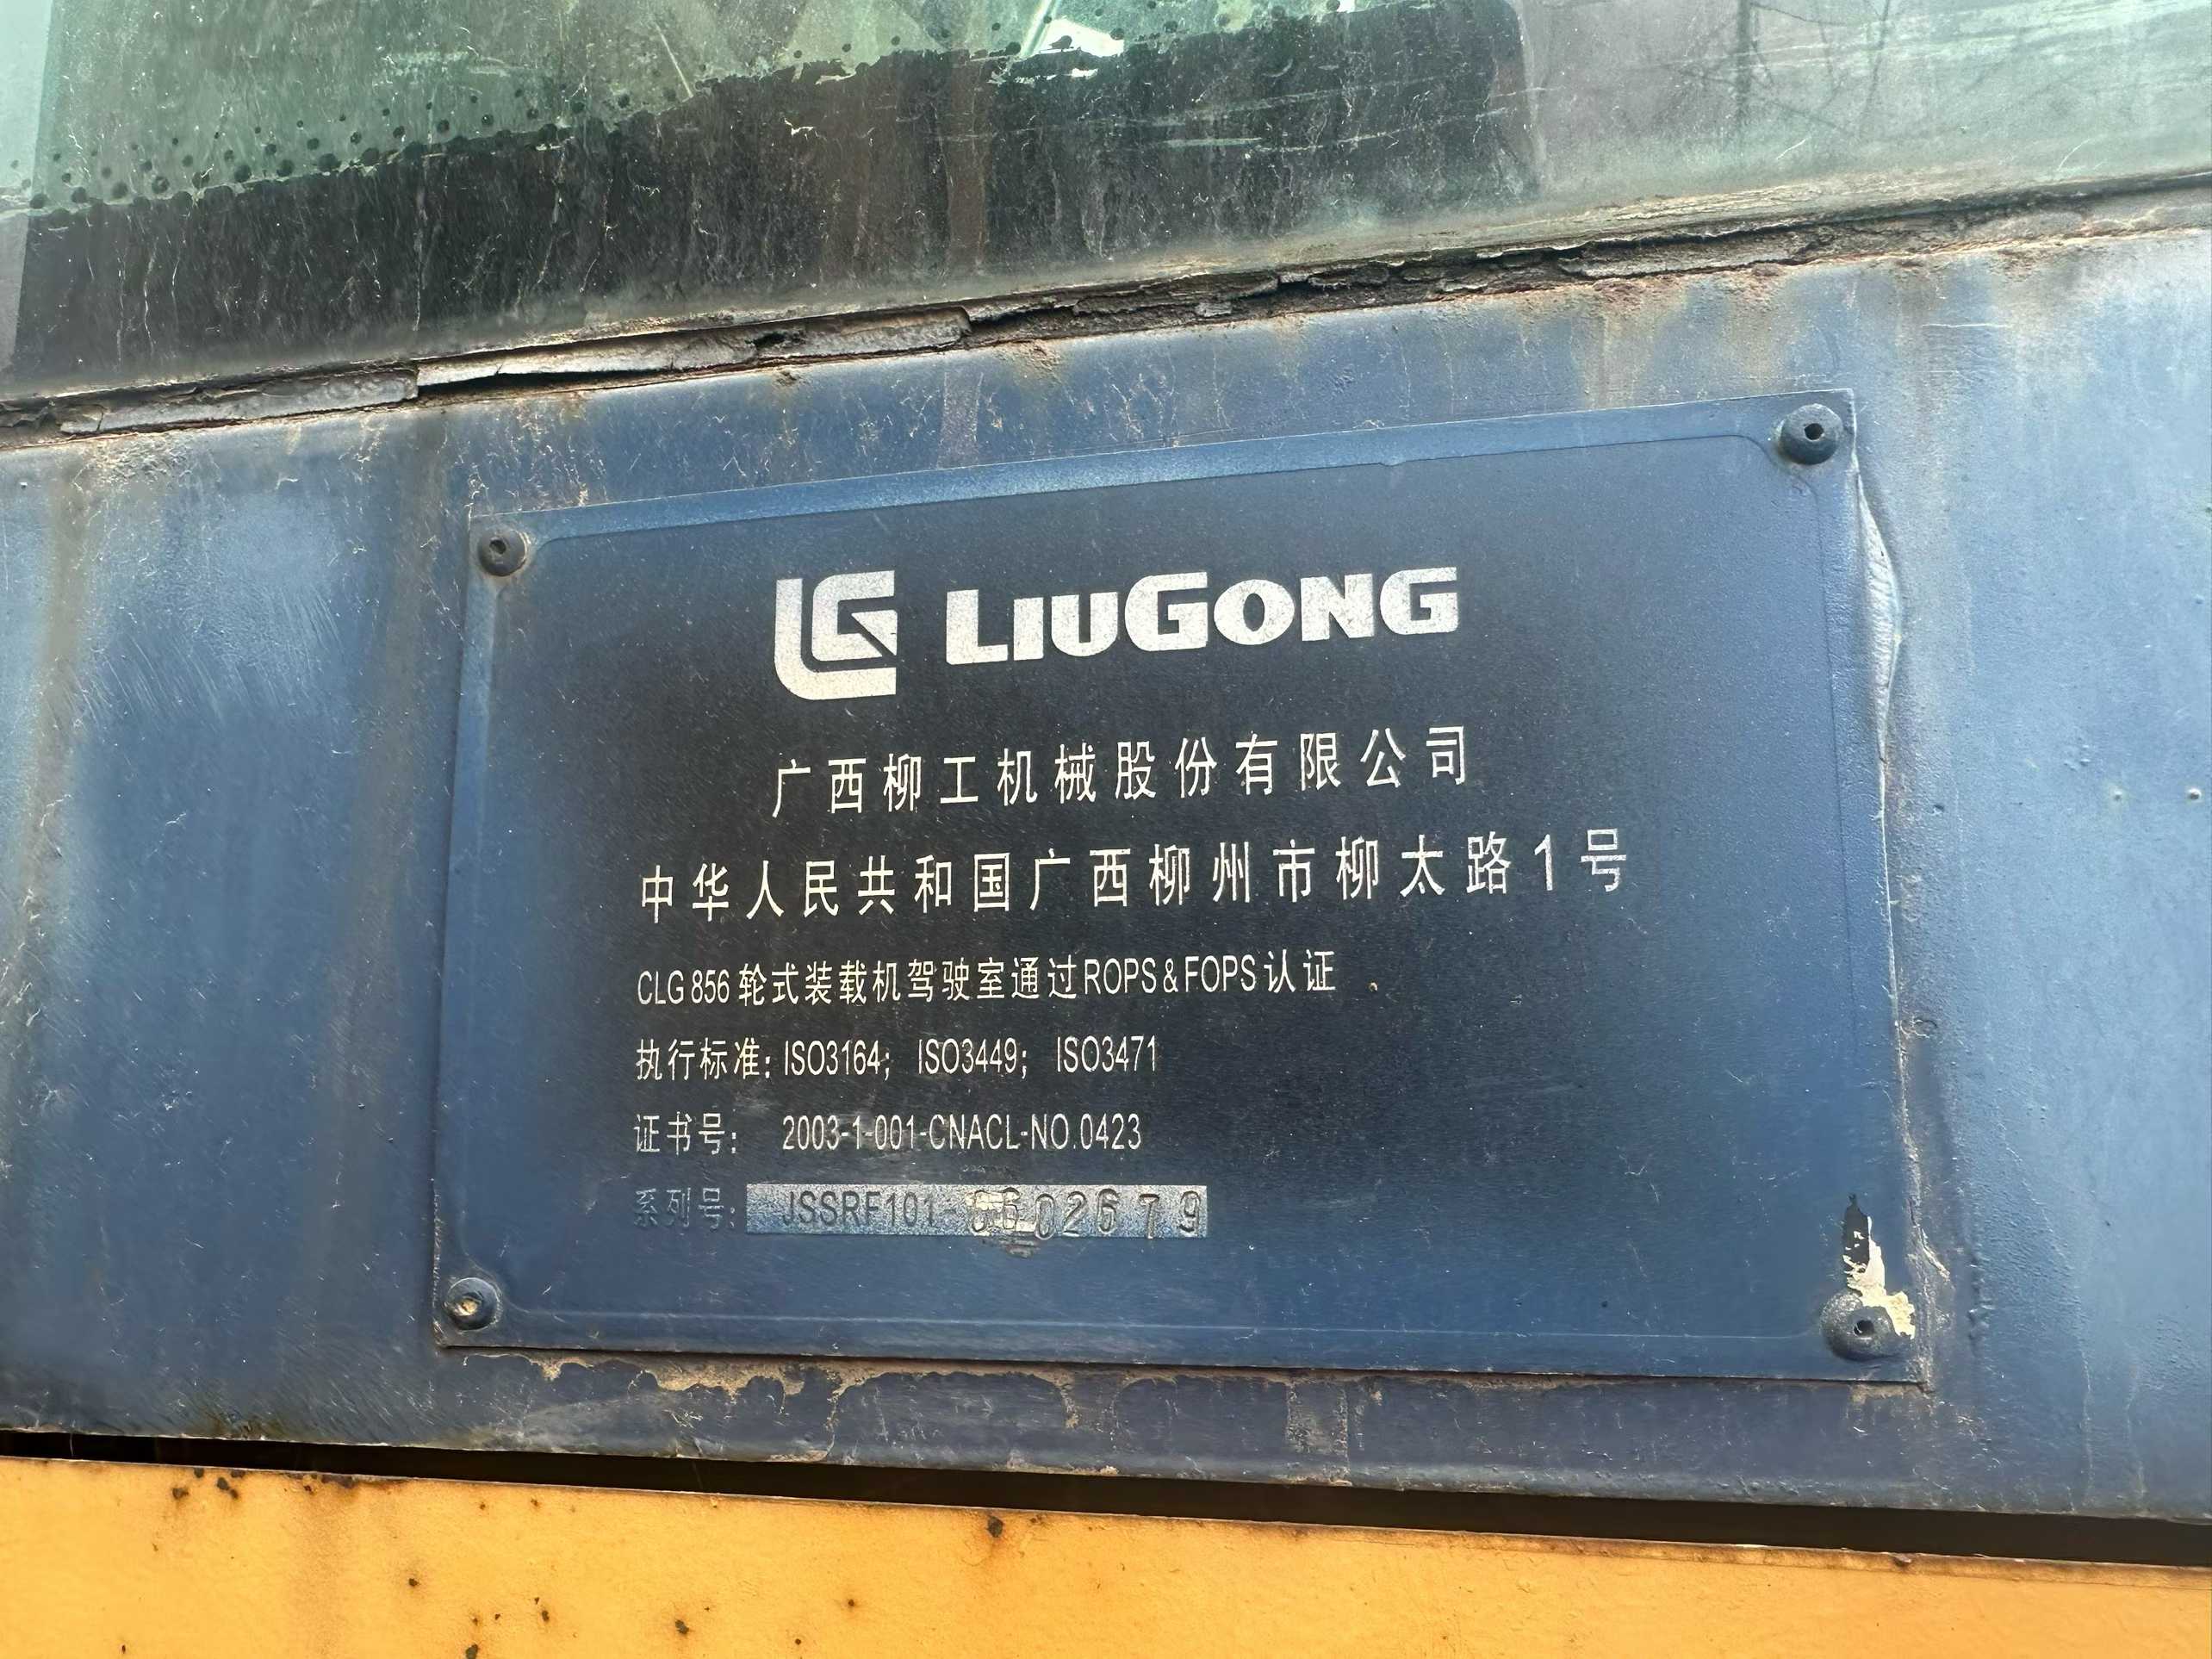 LG LIUGONG
广西柳工机械股份有限公司
中华人民共和国广西柳州市柳太路1号
CLG 856 轮式装载机驾驶室通过ROPS&FOPS认证
执行标准: ISO3164; ISO3449; ISO3471
证书号: 2003-1-001-CNACL-NO.0423
系列号: JSSRF101-